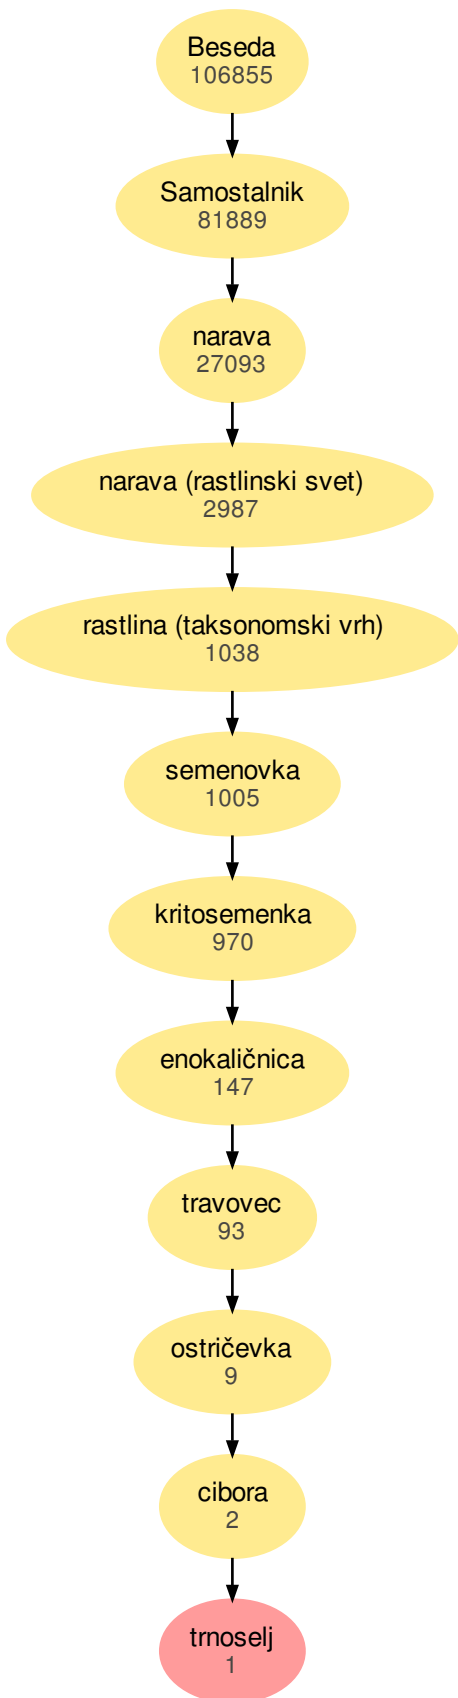 Beseda
106855
Samostalnik
81889
narava
27093
narava (rastlinski svet)
2987
rastlina (taksonomski vrh)
1038
semenovka
1005
kritosemenka
970
enokaličnica
147
travovec
93
ostričevka
9
cibora
2
trnoselj
1